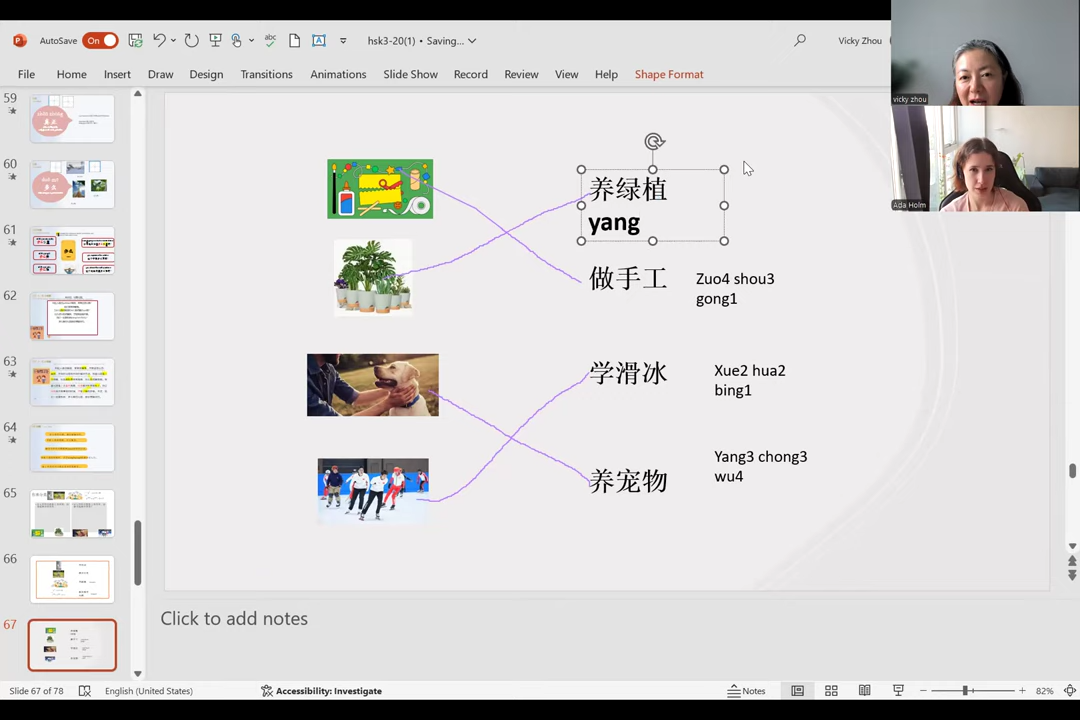 AutoSave On hsk3-20(1) • Saving... Vicky Zhou
File Home Insert Draw Design Transitions Animations Slide Show Record Review View Help Shape Format
vicky zhou
Ada Holm
59
60
61
62
63
64
65
66
67
养绿植
yang
做手工
Zuo4 shou3
gong1
学滑冰
Xue2 hua2
bing1
养宠物
Yang3 chong3
wu4
Click to add notes
Slide 67 of 78 English (United States) Accessibility: Investigate Notes 82%